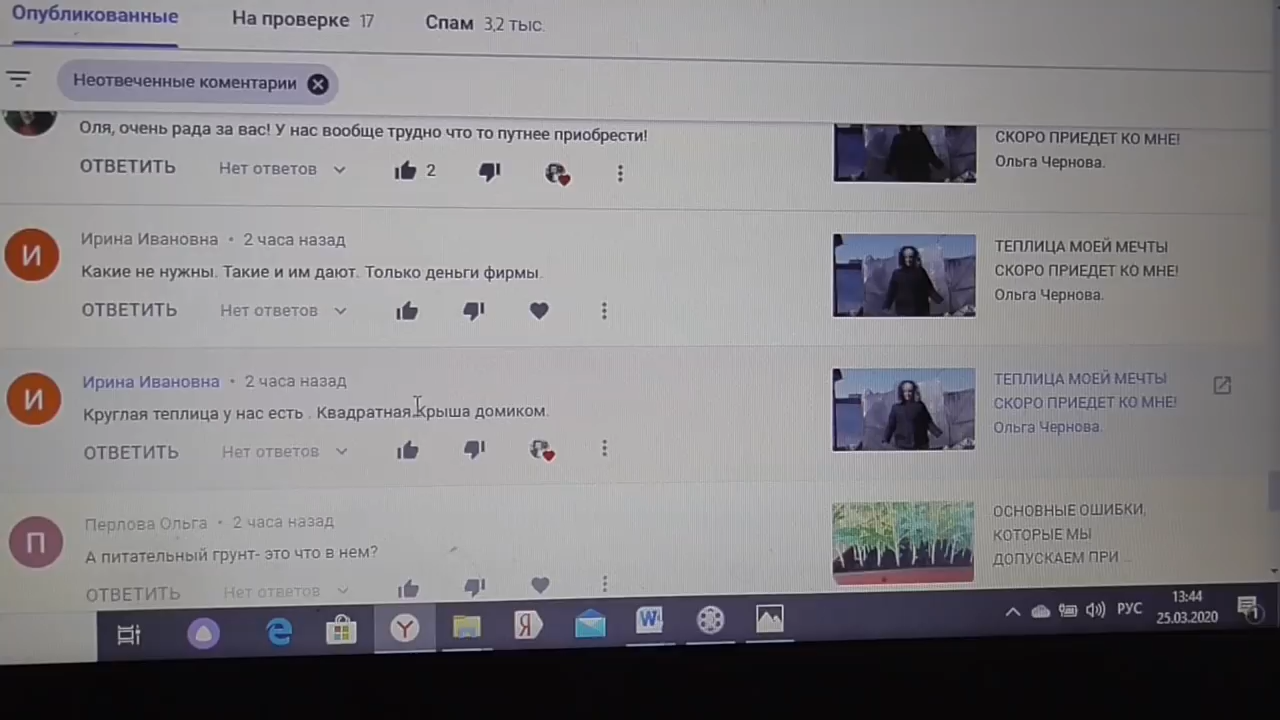 Опубликованные
На проверке 17
Спам 3,2 тыс.
Неотвеченные коментарии
Оля, очень рада за вас! У нас вообще трудно что то путнее приобрести!
ОТВЕТИТЬ Нет ответов 2
СКОРО ПРИЕДЕТ КО МНЕ!
Ольга Чернова.
И
Ирина Ивановна • 2 часа назад
Какие не нужны. Такие и им дают. Только деньги фирмы.
ОТВЕТИТЬ Нет ответов
ТЕПЛИЦА МОЕЙ МЕЧТЫ
СКОРО ПРИЕДЕТ КО МНЕ!
Ольга Чернова.
И
Ирина Ивановна • 2 часа назад
Круглая теплица у нас есть . Квадратная.Крыша домиком.
ОТВЕТИТЬ Нет ответов
ТЕПЛИЦА МОЕЙ МЕЧТЫ
СКОРО ПРИЕДЕТ КО МНЕ!
Ольга Чернова.
П
Перлова Ольга • 2 часа назад
А питательный грунт- это что в нем?
ОТВЕТИТЬ Нет ответов
ОСНОВНЫЕ ОШИБКИ,
КОТОРЫЕ МЫ
ДОПУСКАЕМ ПРИ ...
РУС
13:44
25.03.2020
1